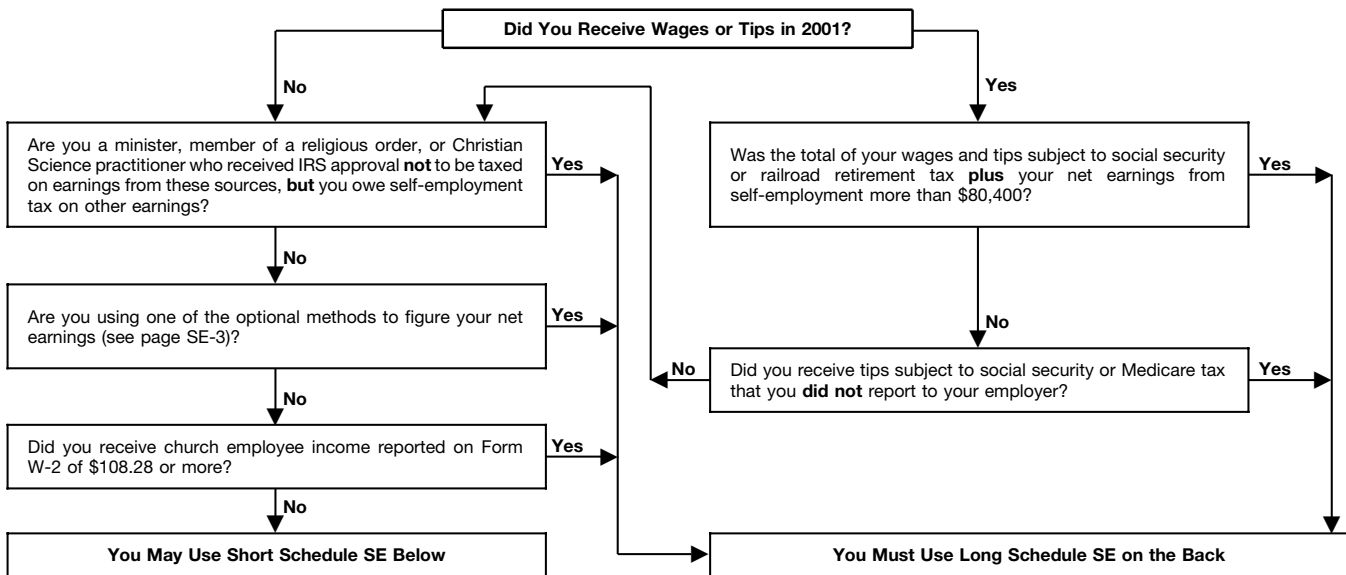 Did You Receive Wages or Tips in 2001?
No
Yes
Are you a minister, member of a religious order, or Christian
Science practitioner who received IRS approval not to be taxed
on earnings from these sources, but you owe self-employment
tax on other earnings?
Yes
Was the total of your wages and tips subject to social security
or railroad retirement tax plus your net earnings from
self-employment more than $80,400?
Yes
No
Are you using one of the optional methods to figure your net
earnings (see page SE-3)?
Yes
No
No
Did you receive tips subject to social security or Medicare tax
that you did not report to your employer?
Yes
No
Did you receive church employee income reported on Form
W-2 of $108.28 or more?
Yes
No
You May Use Short Schedule SE Below
You Must Use Long Schedule SE on the Back